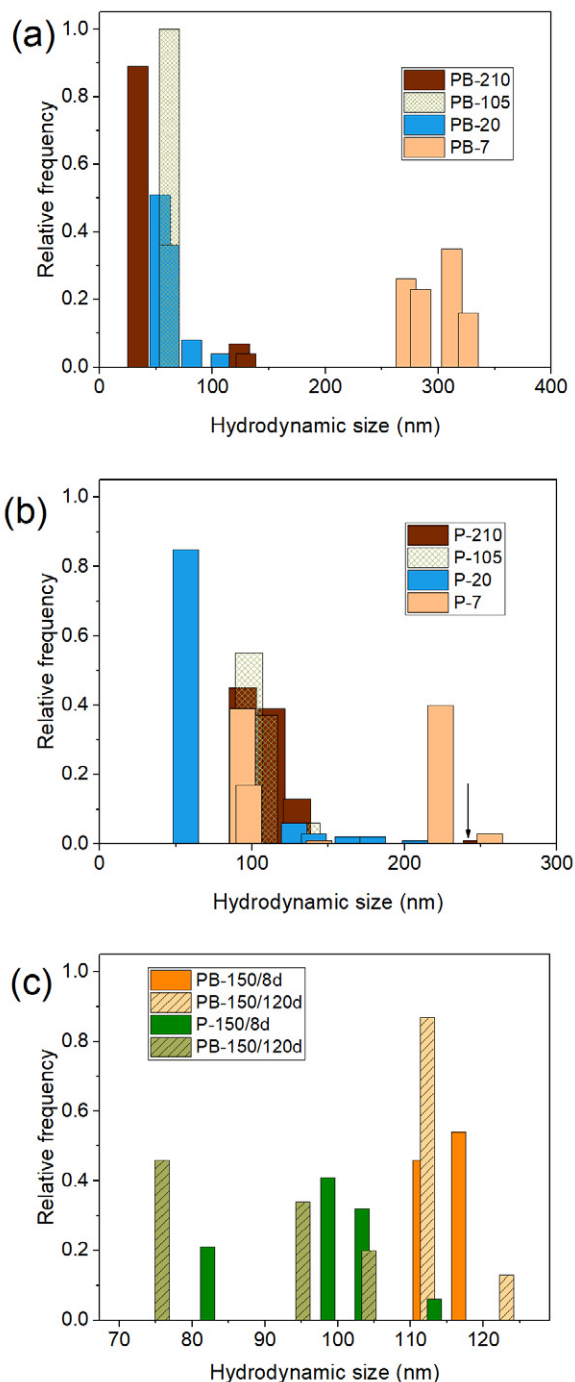 (a)
1.0
0.8
0.6
0.4
0.2
0.0
Relative frequency
PB-210
PB-105
PB-20
PB-7
0 100 200 300 400
Hydrodynamic size (nm)
(b)
1.0
0.8
0.6
0.4
0.2
0.0
Relative frequency
P-210
P-105
P-20
P-7
0 100 200 300
Hydrodynamic size (nm)
(c)
1.0
0.8
0.6
0.4
0.2
0.0
Relative frequency
PB-150/8d
PB-150/120d
P-150/8d
PB-150/120d
70 80 90 100 110 120
Hydrodynamic size (nm)